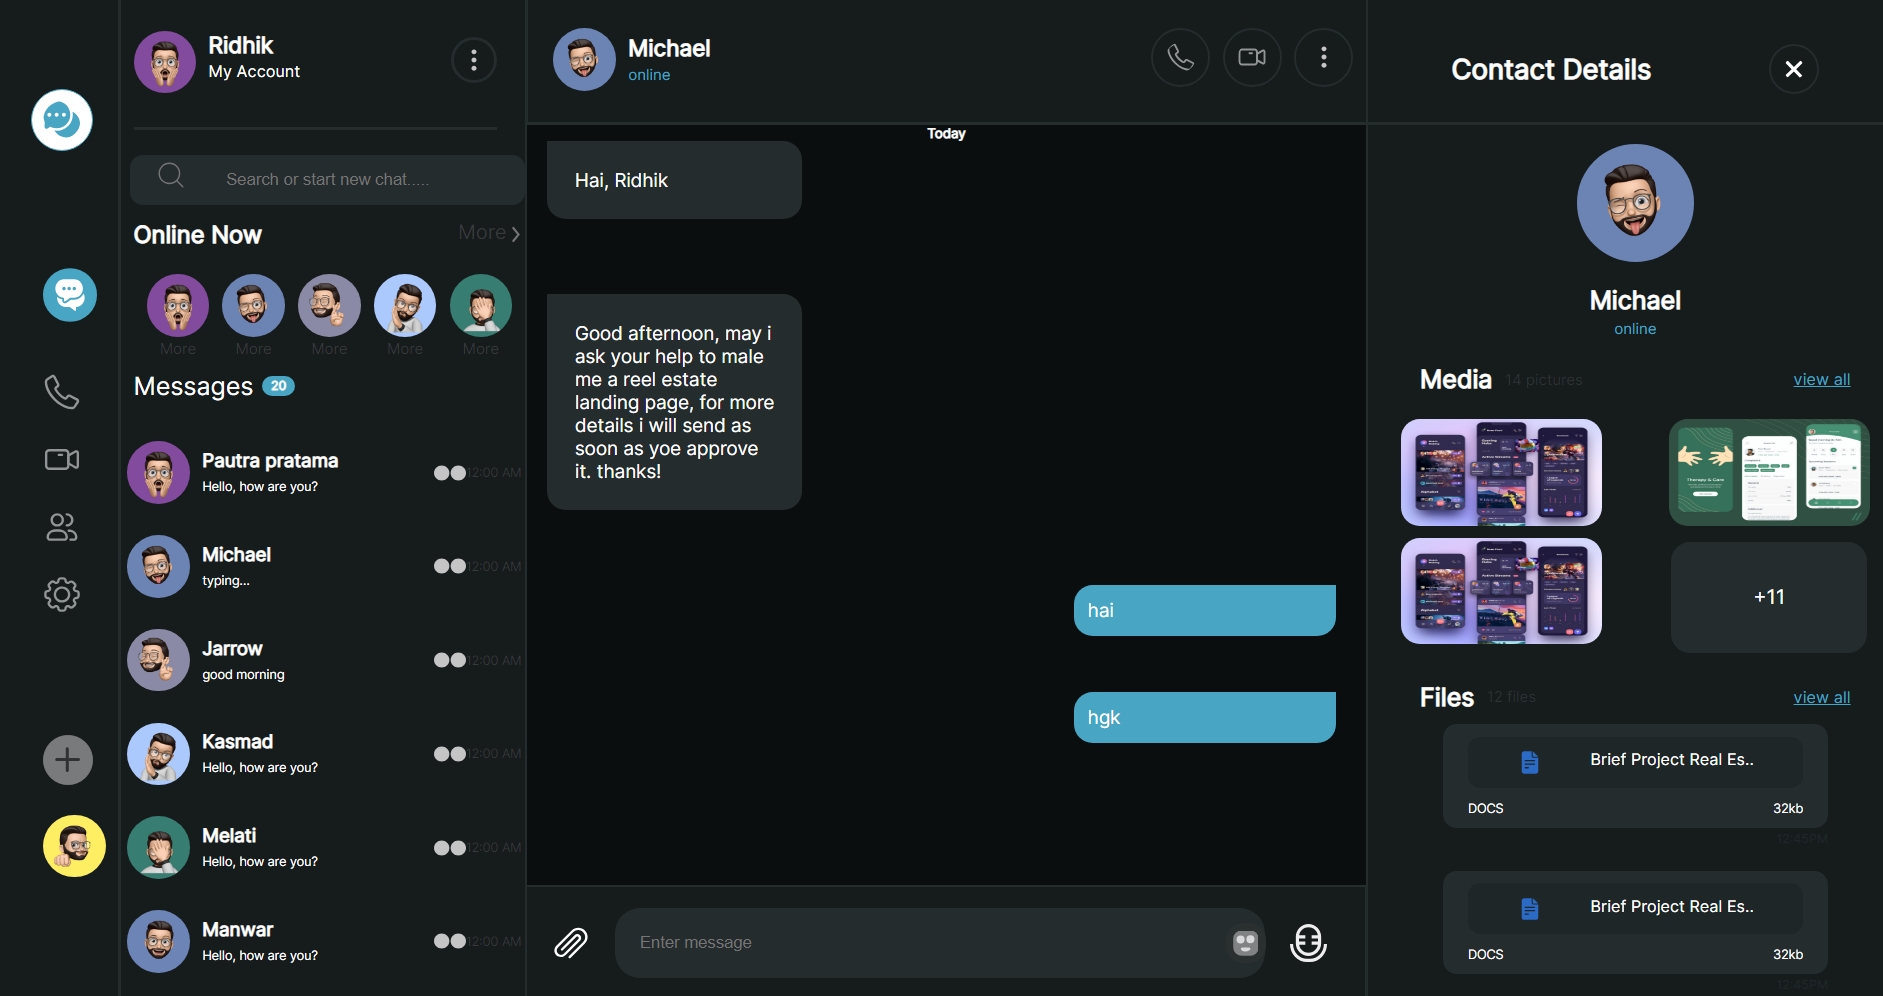 Ridhik
My Account
Search or start new chat.....
Online Now
More
More
More
More
More
More
Messages
20
Pautra pratama
Hello, how are you?
12:00 AM
Michael
typing...
12:00 AM
Jarrow
good morning
12:00 AM
Kasmad
Hello, how are you?
12:00 AM
Melati
Hello, how are you?
12:00 AM
Manwar
Hello, how are you?
12:00 AM
Michael
online
Today
Hai, Ridhik
Good afternoon, may i
ask your help to male
me a reel estate
landing page, for more
details i will send as
soon as yoe approve
it. thanks!
hai
hgk
Enter message
Contact Details
Michael
online
Media
14 pictures
view all
Therapy & Care
+11
Files
12 files
view all
Brief Project Real Es..
DOCS
32kb
12:45PM
Brief Project Real Es..
DOCS
32kb
12:45PM